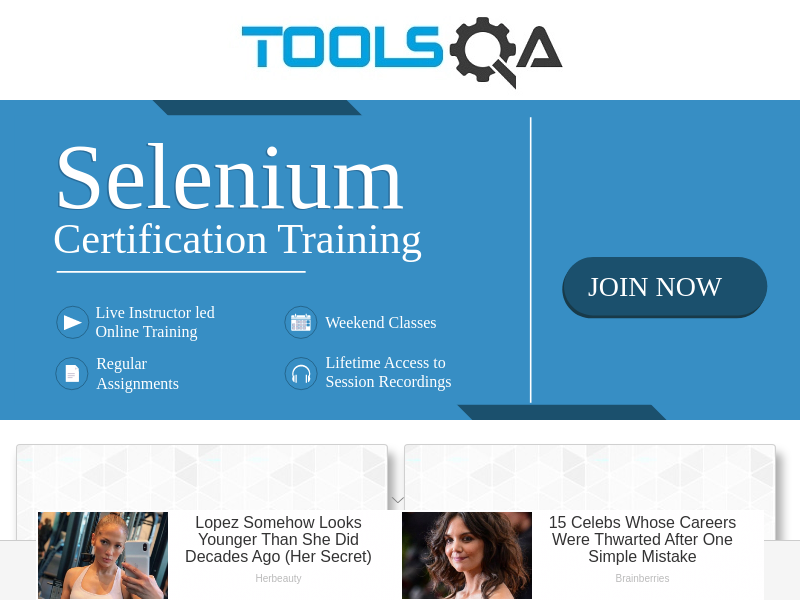 TOOLSQA
Selenium
Certification Training
JOIN NOW
Live Instructor led
Online Training
Weekend Classes
Regular
Assignments
Lifetime Access to
Session Recordings
Lopez Somehow Looks
Younger Than She Did
Decades Ago (Her Secret)
Herbeauty
15 Celebs Whose Careers
Were Thwarted After One
Simple Mistake
Brainberries